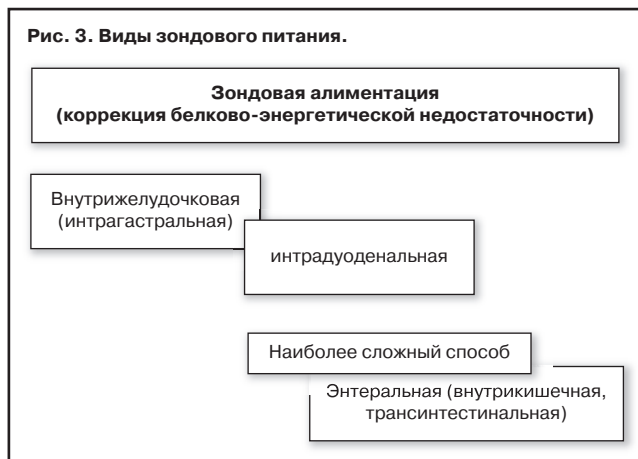 Рис. 3. Виды зондового питания.
Зондовая алиментация
(коррекция белково-энергетической недостаточности)
Внутрижелудочковая
(интрагастральная)
интрадуоденальная
Наиболее сложный способ
Энтеральная (внутрикишечная,
трансинтестинальная)